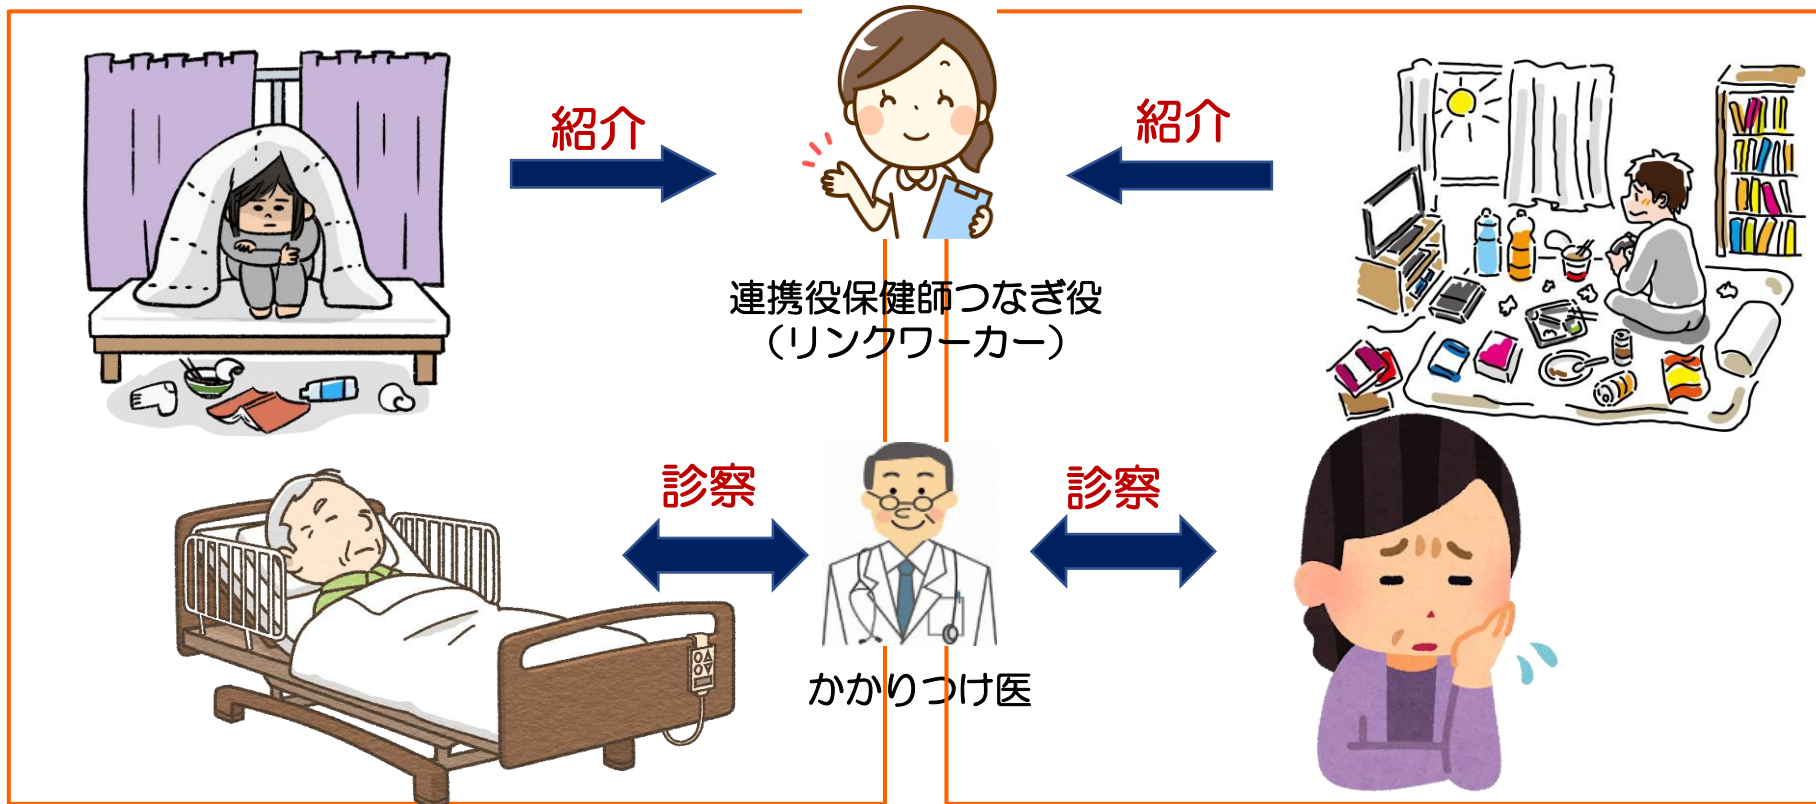 紹介
紹介
連携役保健師つなぎ役
（リンクワーカー）
診察
診察
かかりつけ医